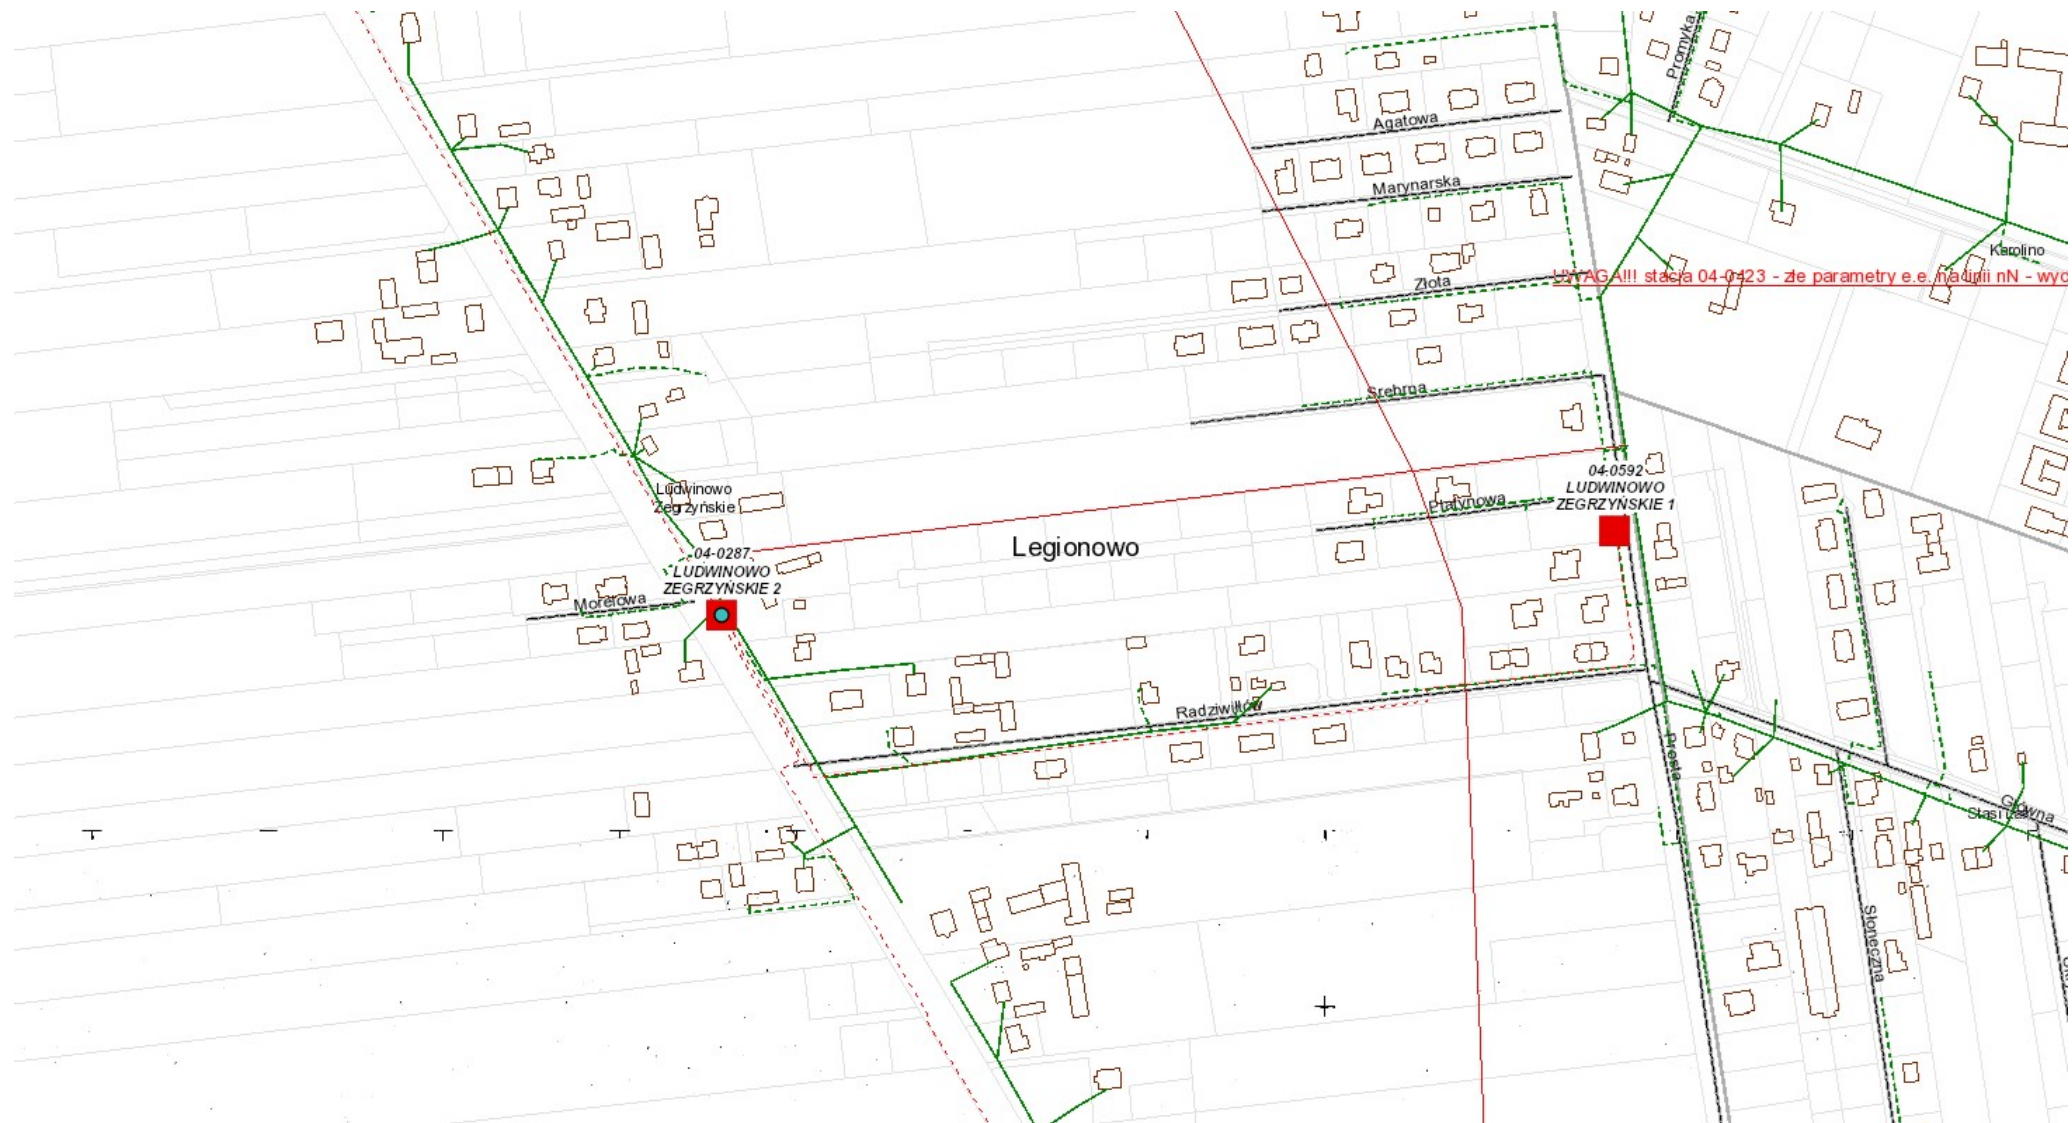 Promyka
Agatowa
Marynarska
Karolino
UWAGA!!! stacja 04-0423 - złe parametry e.e. na linii nN - wyd
Złota
Srebrna
04-0592
LUDWINOWO
ZEGRZYŃSKIE 1
Ludwinowo
Zegrzyńskie
Platynowa
Legionowo
04-0287
LUDWINOWO
ZEGRZYŃSKIE 2
Morelowa
Radziwiłłów
Prosta
Główna
Słoneczna